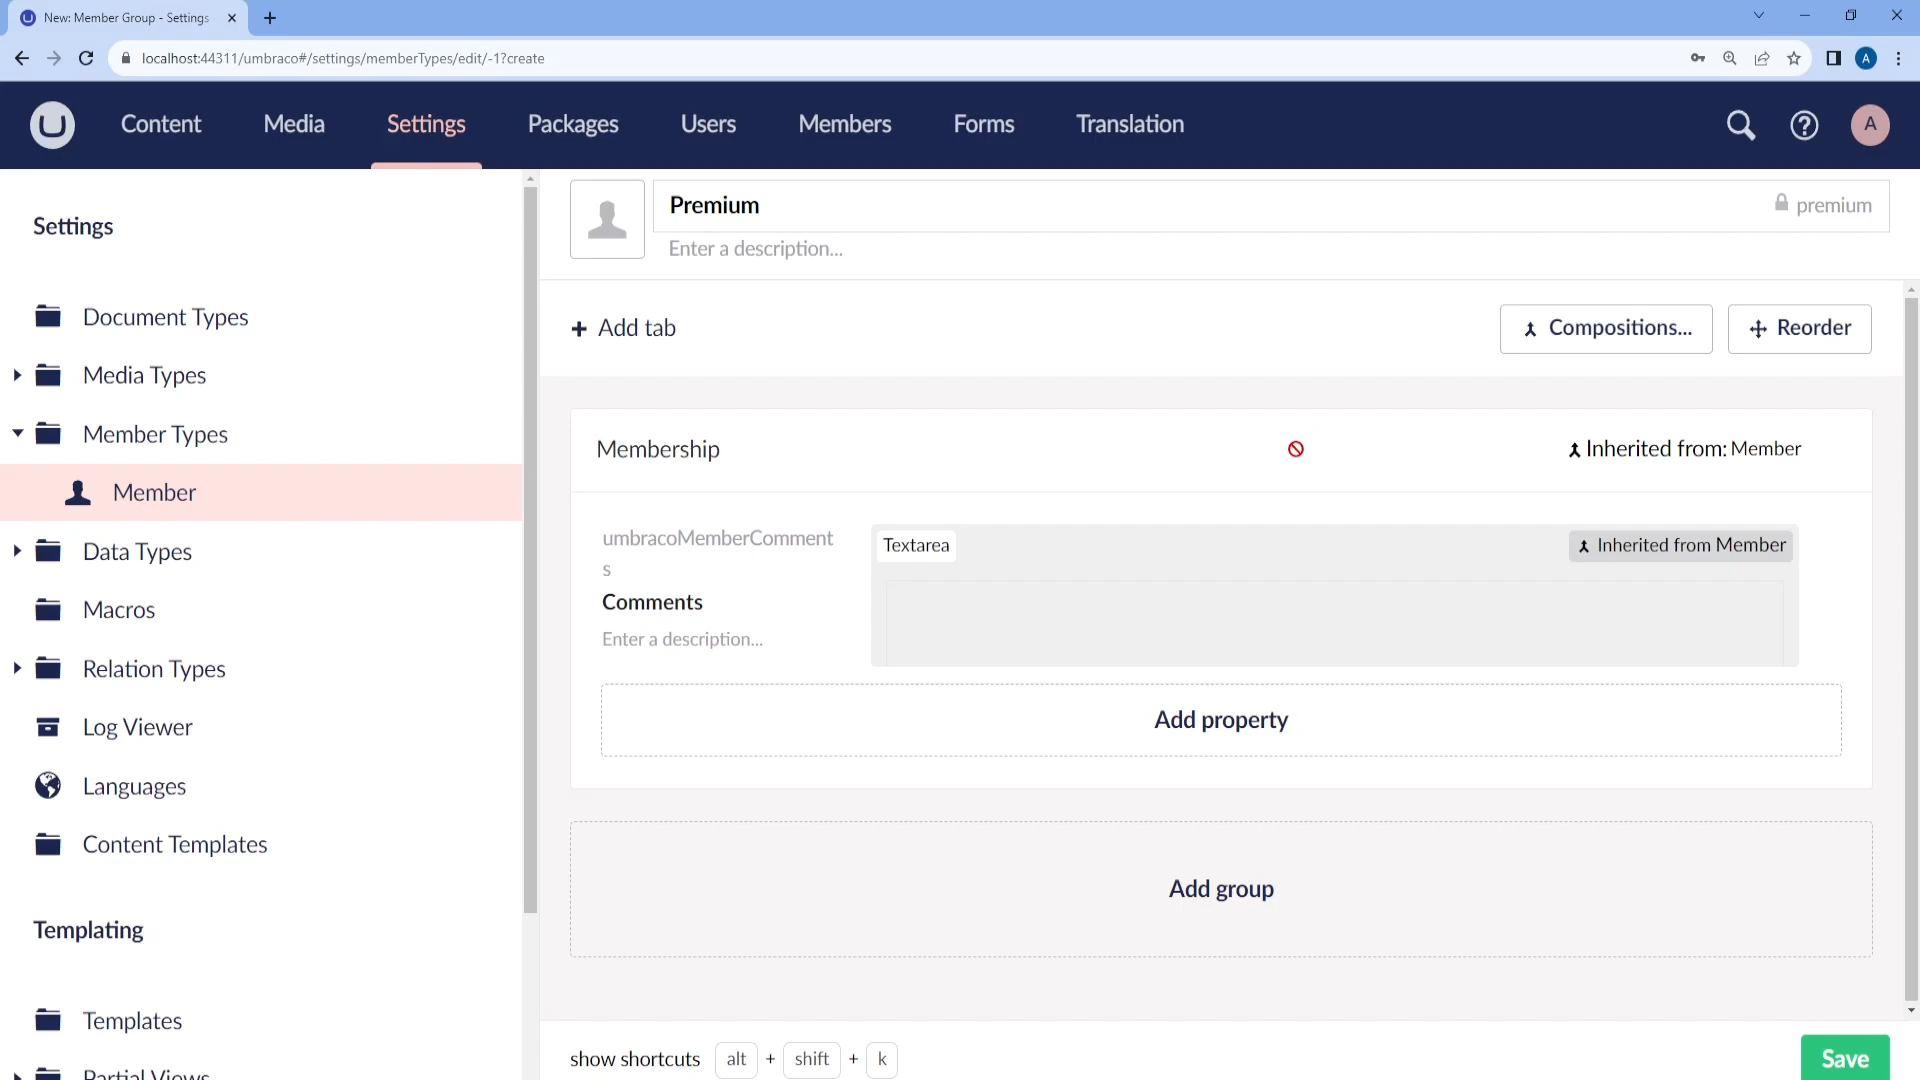 New: Member Group - Settings
localhost:44311/umbraco#/settings/memberTypes/edit/-1?create
A
Content
Media
Settings
Packages
Users
Members
Forms
Translation
A
Settings
Document Types
Media Types
Member Types
Member
Data Types
Macros
Relation Types
Log Viewer
Languages
Content Templates
Templating
Templates
Partial Views
Premium
premium
Enter a description...
Add tab
Compositions...
Reorder
Membership
Inherited from: Member
umbracoMemberComment
s
Comments
Enter a description...
Textarea
Inherited from Member
Add property
Add group
show shortcuts alt + shift + k
Save